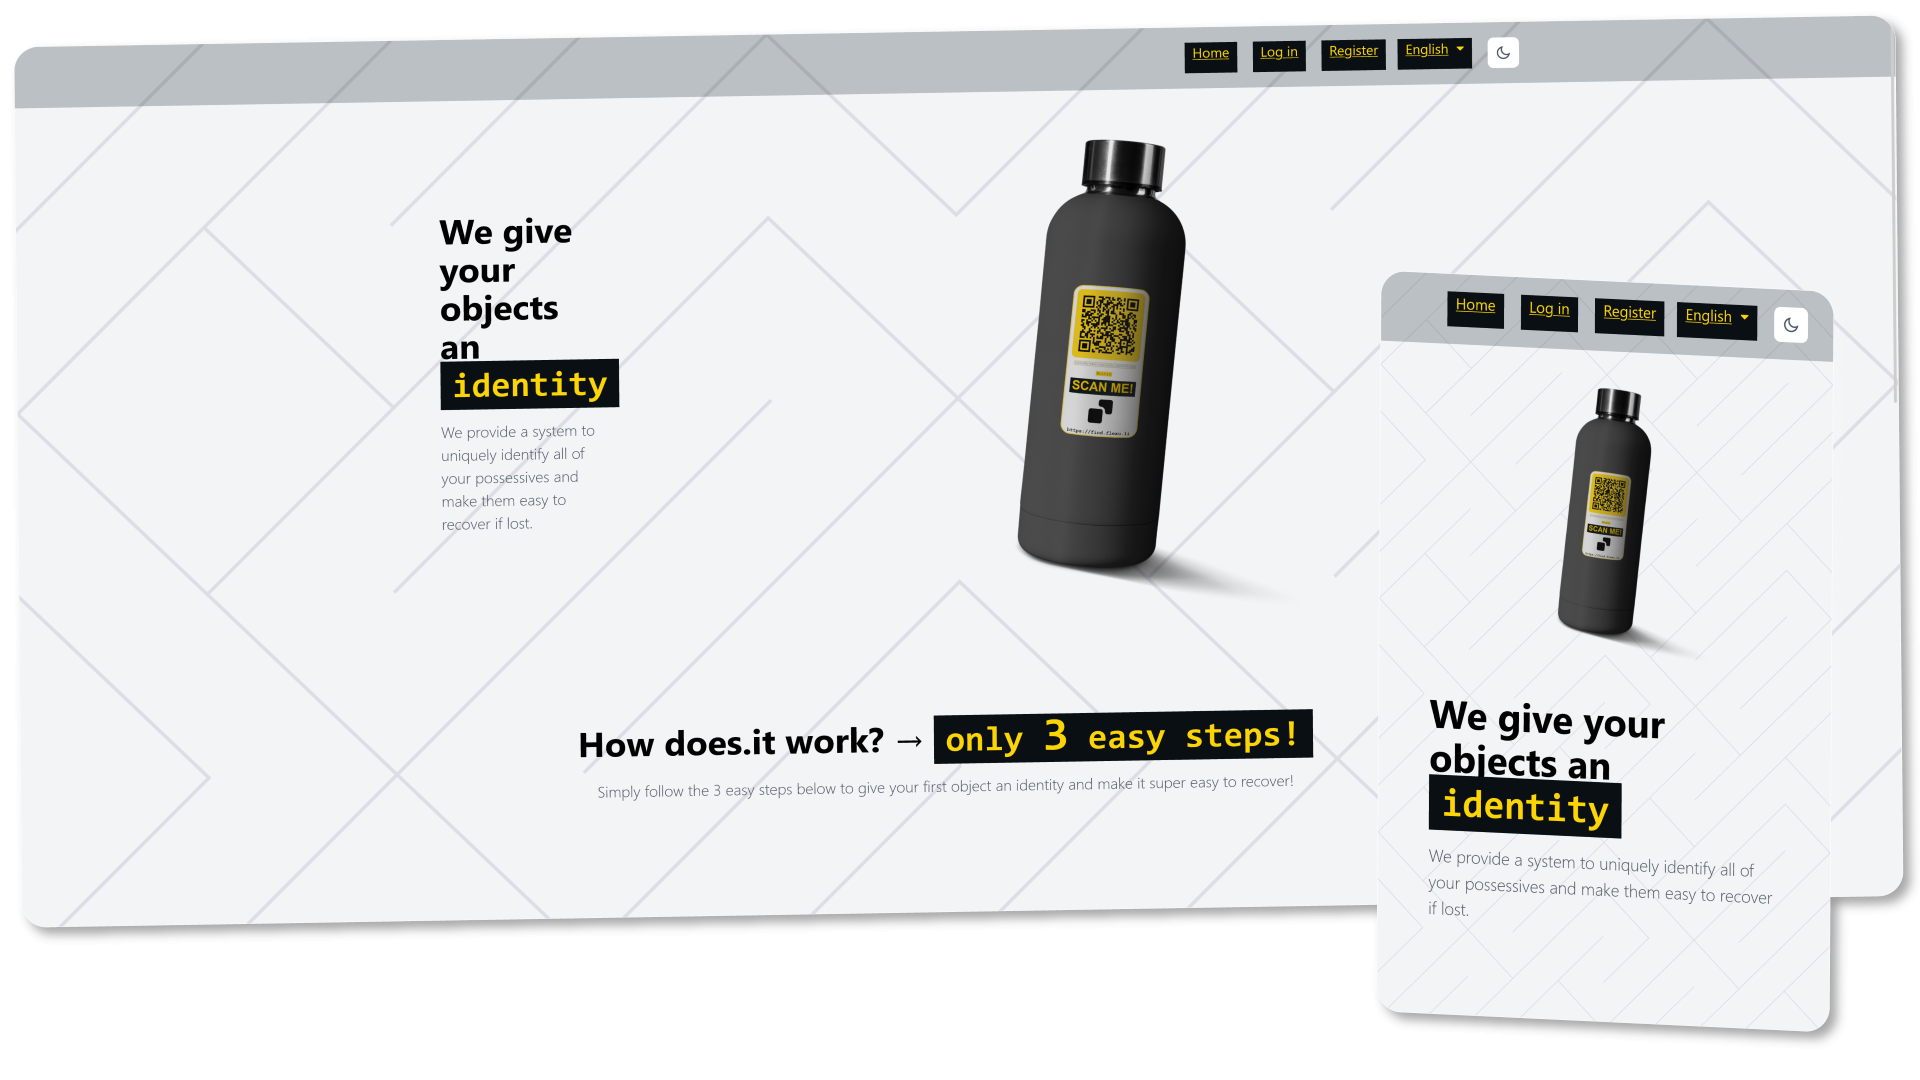 Home Log in Register English
We give
your
objects
an
identity
We provide a system to
uniquely identify all of
your possessives and
make them easy to
recover if lost.
SCAN ME!
How does.it work? → only 3 easy steps!
Simply follow the 3 easy steps below to give your first object an identity and make it super easy to recover!
Home Log in Register English
SCAN ME!
We give your
objects an
identity
We provide a system to uniquely identify all of
your possessives and make them easy to recover
if lost.